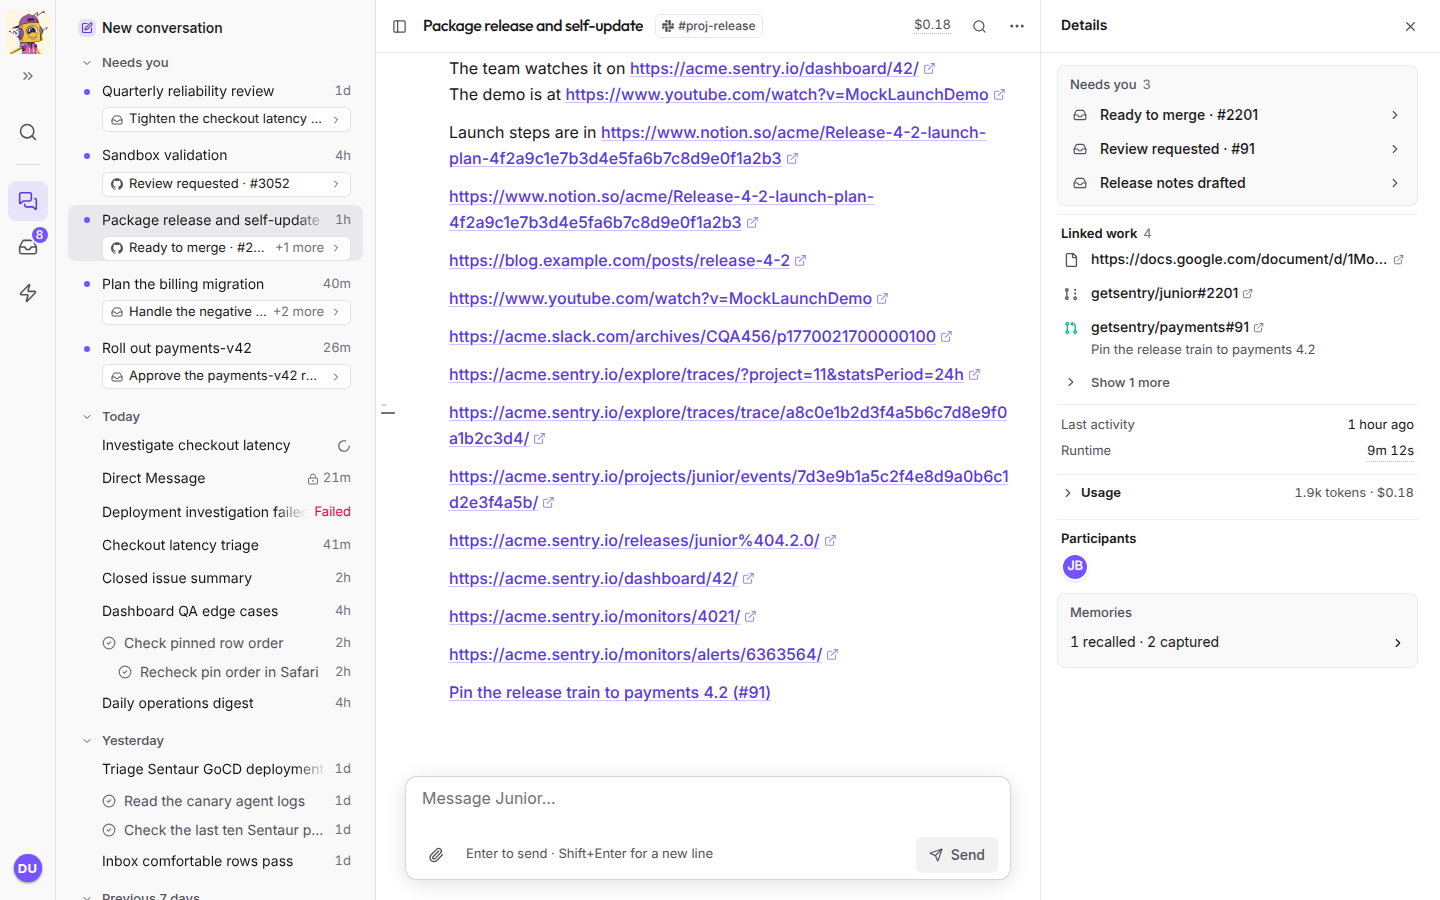 New conversation
Needs you
Quarterly reliability review 1d
Tighten the checkout latency ...
Sandbox validation 4h
Review requested · #3052
Package release and self-update 1h
Ready to merge · #2... +1 more
Plan the billing migration 40m
Handle the negative ... +2 more
Roll out payments-v42 26m
Approve the payments-v42 r...
Today
Investigate checkout latency
Direct Message 21m
Deployment investigation failed Failed
Checkout latency triage 41m
Closed issue summary 2h
Dashboard QA edge cases 4h
Check pinned row order 2h
Recheck pin order in Safari 2h
Daily operations digest 4h
Yesterday
Triage Sentaur GoCD deployment 1d
Read the canary agent logs 1d
Check the last ten Sentaur p... 1d
Inbox comfortable rows pass 1d
Previous 7 days
8
DU
Package release and self-update #proj-release $0.18
The team watches it on https://acme.sentry.io/dashboard/42/
The demo is at https://www.youtube.com/watch?v=MockLaunchDemo
Launch steps are in https://www.notion.so/acme/Release-4-2-launch-
plan-4f2a9c1e7b3d4e5fa6b7c8d9e0f1a2b3
https://www.notion.so/acme/Release-4-2-launch-plan-
4f2a9c1e7b3d4e5fa6b7c8d9e0f1a2b3
https://blog.example.com/posts/release-4-2
https://www.youtube.com/watch?v=MockLaunchDemo
https://acme.slack.com/archives/CQA456/p1770021700000100
https://acme.sentry.io/explore/traces/?project=11&statsPeriod=24h
https://acme.sentry.io/explore/traces/trace/a8c0e1b2d3f4a5b6c7d8e9f0
a1b2c3d4/
https://acme.sentry.io/projects/junior/events/7d3e9b1a5c2f4e8d9a0b6c1
d2e3f4a5b/
https://acme.sentry.io/releases/junior%404.2.0/
https://acme.sentry.io/dashboard/42/
https://acme.sentry.io/monitors/4021/
https://acme.sentry.io/monitors/alerts/6363564/
Pin the release train to payments 4.2 (#91)
Message Junior...
Enter to send · Shift+Enter for a new line
Send
Details
Needs you 3
Ready to merge · #2201
Review requested · #91
Release notes drafted
Linked work 4
https://docs.google.com/document/d/1Mo...
getsentry/junior#2201
getsentry/payments#91
Pin the release train to payments 4.2
Show 1 more
Last activity 1 hour ago
Runtime 9m 12s
Usage 1.9k tokens · $0.18
Participants
JB
Memories
1 recalled · 2 captured